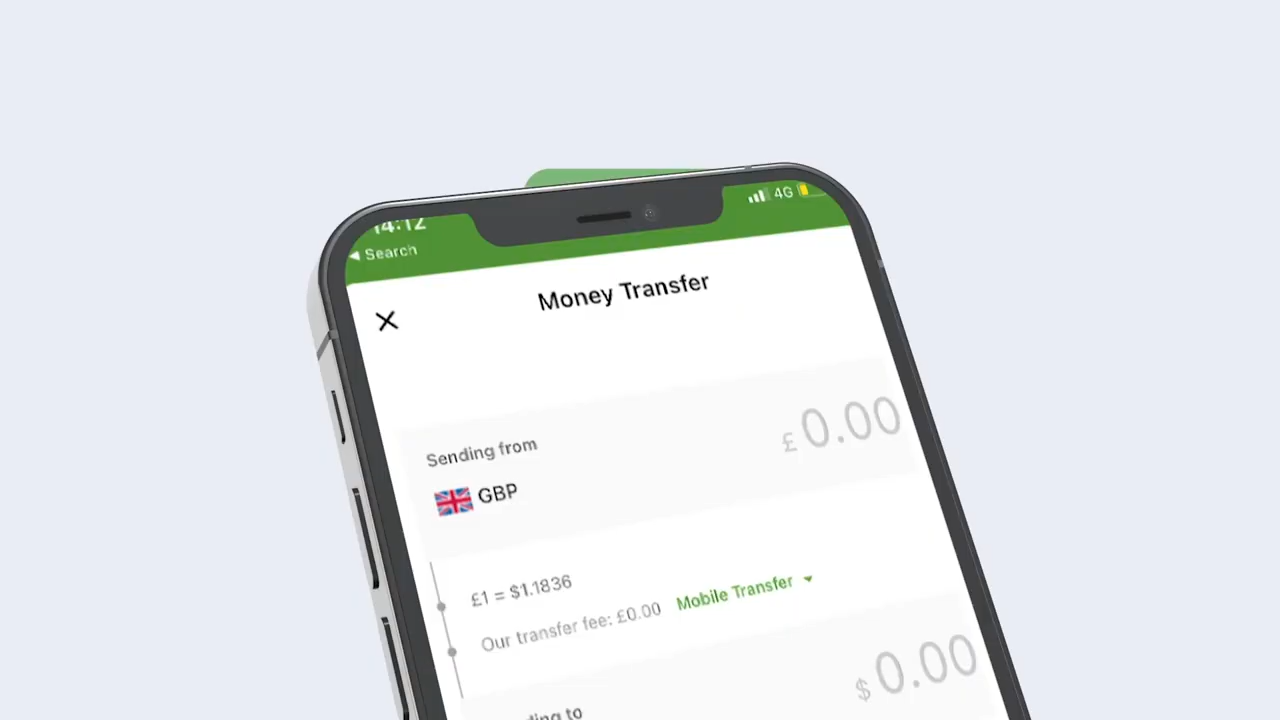 14:12
4G
Search
Money Transfer
Sending from
£0.00
GBP
£1 = $1.1836
Our transfer fee: £0.00 Mobile Transfer
$0.00
to